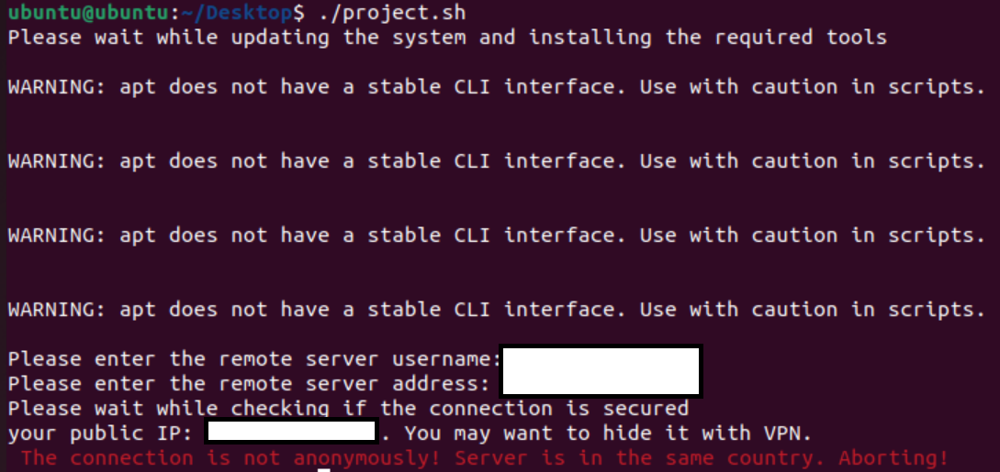 ubuntu@ubuntu:~/Desktop$ ./project.sh
Please wait while updating the system and installing the required tools
WARNING: apt does not have a stable CLI interface. Use with caution in scripts.
WARNING: apt does not have a stable CLI interface. Use with caution in scripts.
WARNING: apt does not have a stable CLI interface. Use with caution in scripts.
WARNING: apt does not have a stable CLI interface. Use with caution in scripts.
Please enter the remote server username:
Please enter the remote server address:
Please wait while checking if the connection is secured
your public IP: . You may want to hide it with VPN.
The connection is not anonymously! Server is in the same country. Aborting!